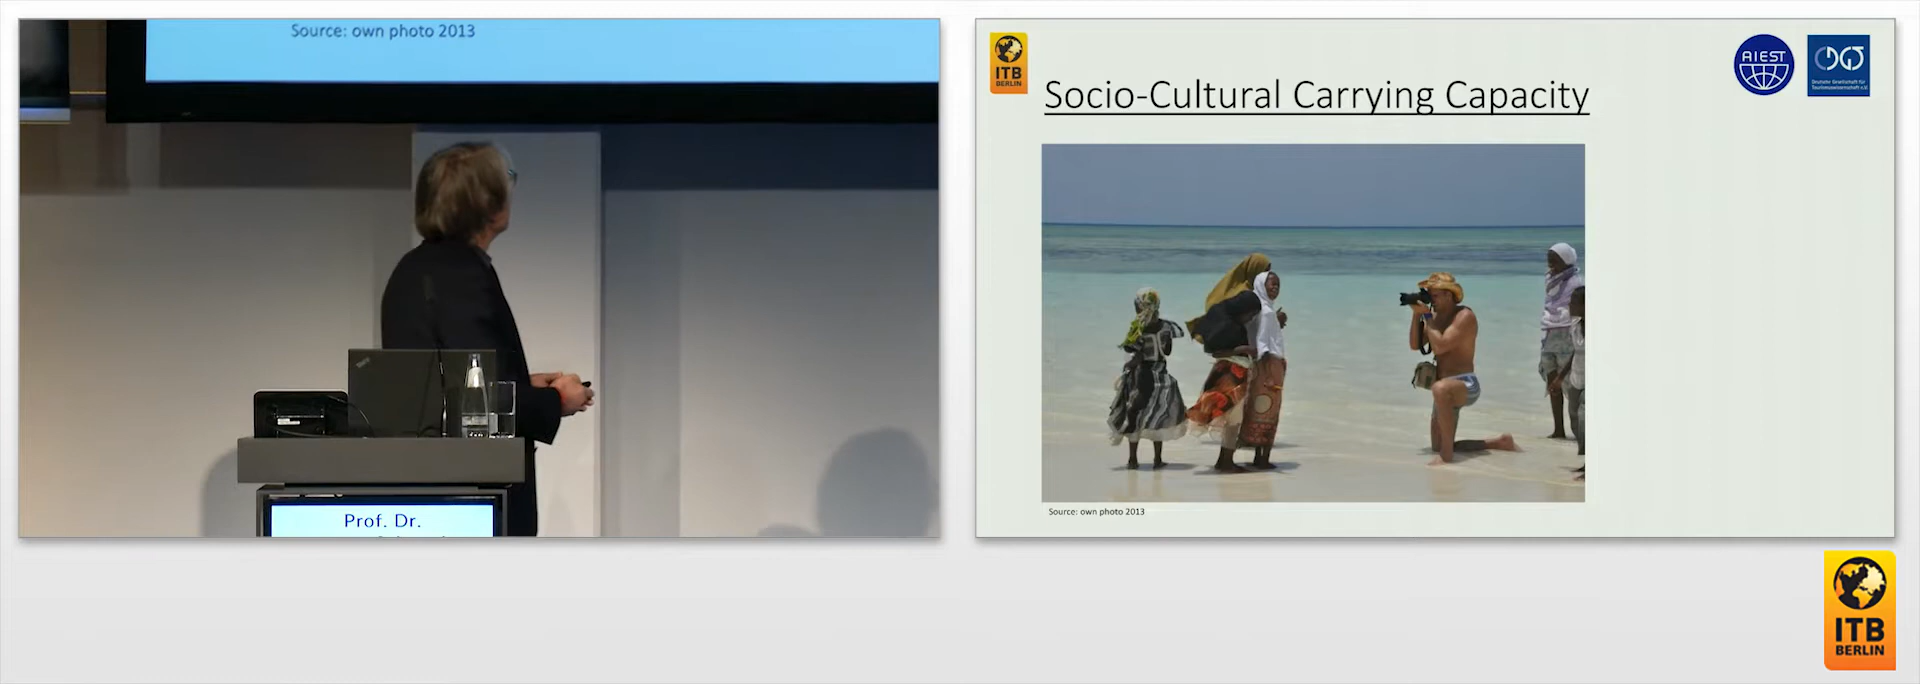 Source: own photo 2013
Prof. Dr.
ITB
BERLIN
Socio-Cultural Carrying Capacity
AIEST
DGT
Deutsche Gesellschaft für
Tourismuswissenschaft e.V.
Source: own photo 2013
ITB
BERLIN